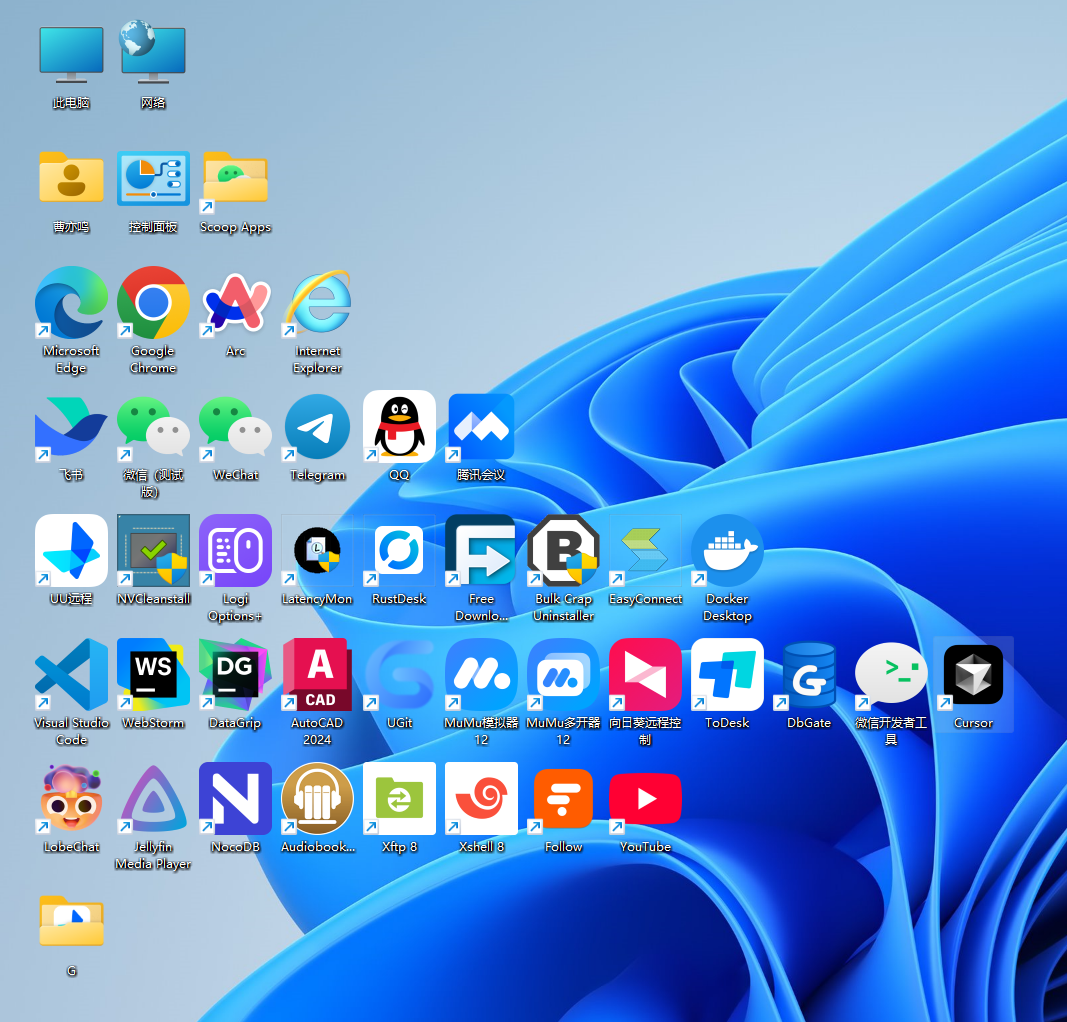 此电脑
网络
曹亦鸣
控制面板
Scoop Apps
Microsoft
Edge
Google
Chrome
Arc
Internet
Explorer
飞书
微信（测试
版）
WeChat
Telegram
QQ
腾讯会议
L
B
UU远程
NVCleanstall
Logi
Options+
LatencyMon
RustDesk
Free
Downlo...
Bulk Crap
Uninstaller
EasyConnect
Docker
Desktop
WS
DG
A
CAD
G
>_:
Visual Studio
Code
WebStorm
DataGrip
AutoCAD
2024
UGit
MuMu模拟器
12
MuMu多开器
12
向日葵远程控
制
ToDesk
DbGate
微信开发者工
具
Cursor
N
LobeChat
Jellyfin
Media Player
NocoDB
Audiobook...
Xftp 8
Xshell 8
Follow
YouTube
G